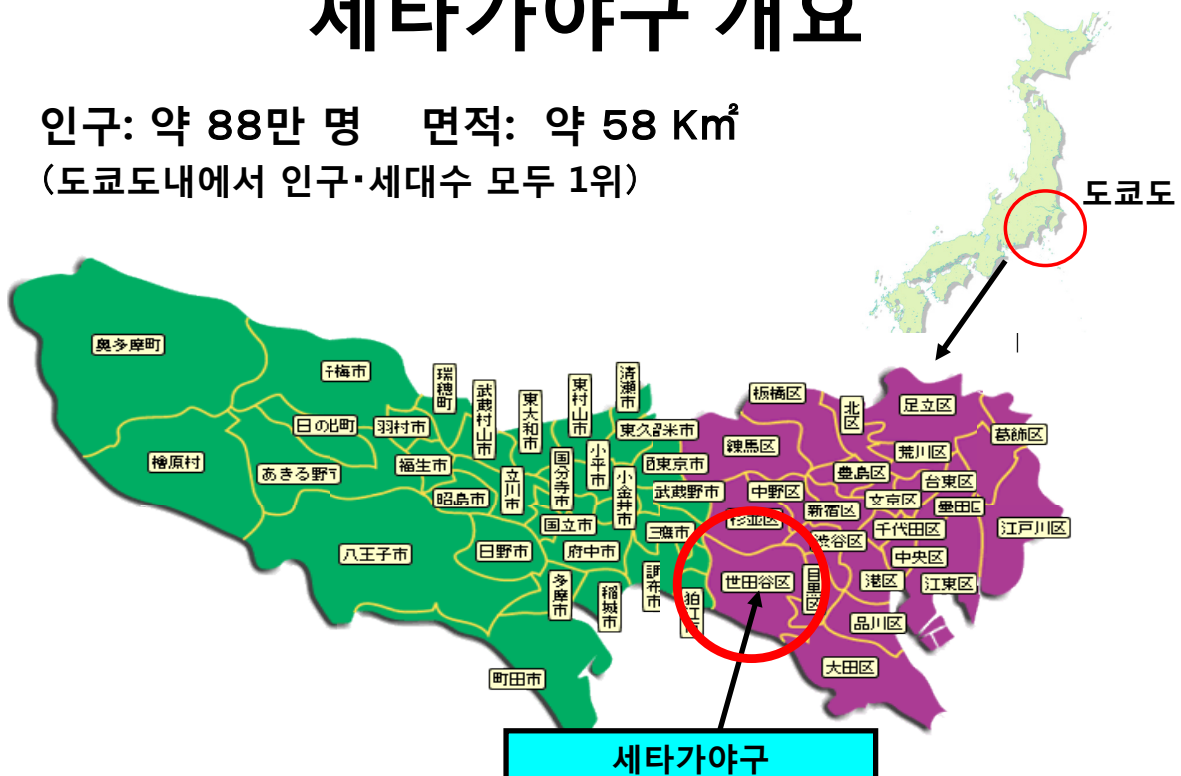 세타가야구 개요
인구: 약 88만 명 면적: 약 58 Km²
(도쿄도내에서 인구·세대수 모두 1위)
도쿄도
奥多摩町
檜原村
梅市
日の出町
あきる野
羽村市
福生市
瑞穂町
武蔵村山市
昭島市
立川市
東大和市
東村山市
清瀬市
東久留米市
国分寺市
小平市
小金井市
西東京市
武蔵野市
国立市
三鷹市
八王子市
日野市
府中市
多摩市
稲城市
調布市
狛江市
町田市
板橋区
北区
足立区
葛飾区
練馬区
荒川区
豊島区
台東区
中野区
文京区
墨田区
新宿区
杉並区
千代田区
江戸川区
渋谷区
中央区
世田谷区
目黒区
港区
江東区
品川区
大田区
세타가야구